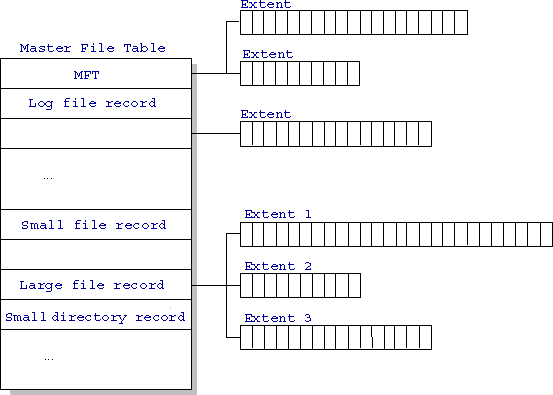 Extent
Master File Table
Extent
MFT
Log file record
Extent
...
Small file record
Extent 1
Extent 2
Large file record
Small directory record
Extent 3
...